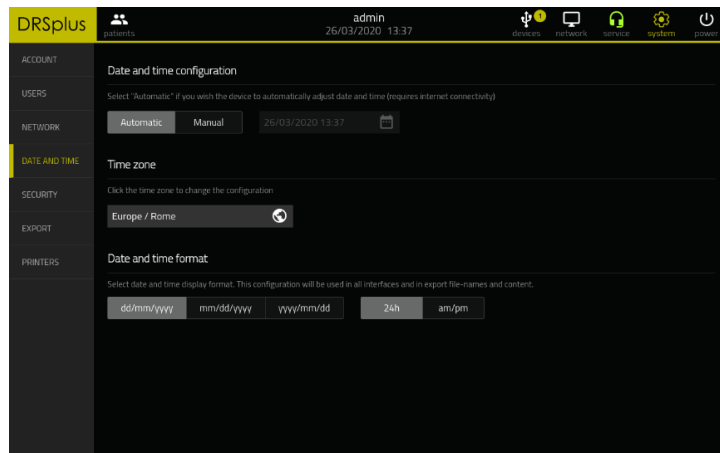 DRSplus
patients
admin
26/03/2020 13:37
1
devices
network
service
system
power
ACCOUNT
USERS
NETWORK
DATE AND TIME
SECURITY
EXPORT
PRINTERS
Date and time configuration
Select "Automatic" if you wish the device to automatically adjust date and time (requires internet connectivity)
Automatic
Manual
26/03/2020 13:37
Time zone
Click the time zone to change the configuration
Europe / Rome
Date and time format
Select date and time display format. This configuration will be used in all interfaces and in export file-names and content.
dd/mm/yyyy
mm/dd/yyyy
yyyy/mm/dd
24h
am/pm